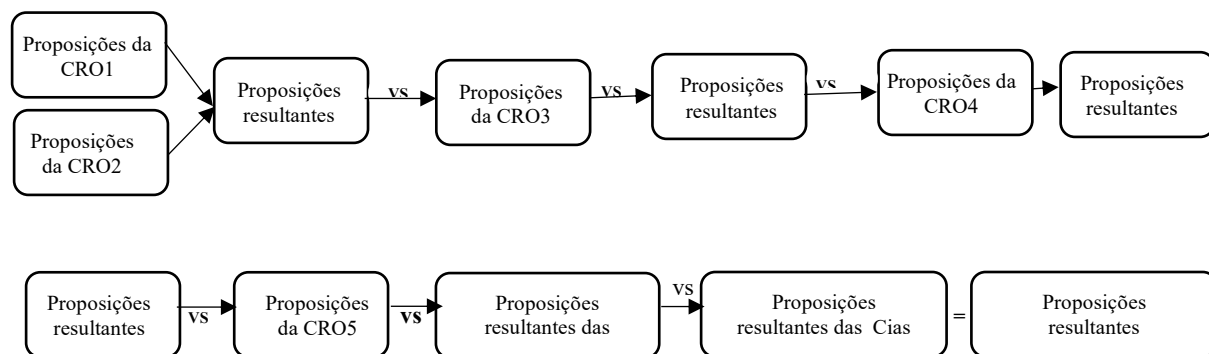 Proposições da
CRO1
Proposições
da CRO2
Proposições
resultantes
vs
Proposições
da CRO3
vs
Proposições
resultantes
vs
Proposições da
CRO4
Proposições
resultantes
Proposições
resultantes
vs
Proposições
da CRO5
vs
Proposições
resultantes das
vs
Proposições
resultantes das Cias
=
Proposições
resultantes